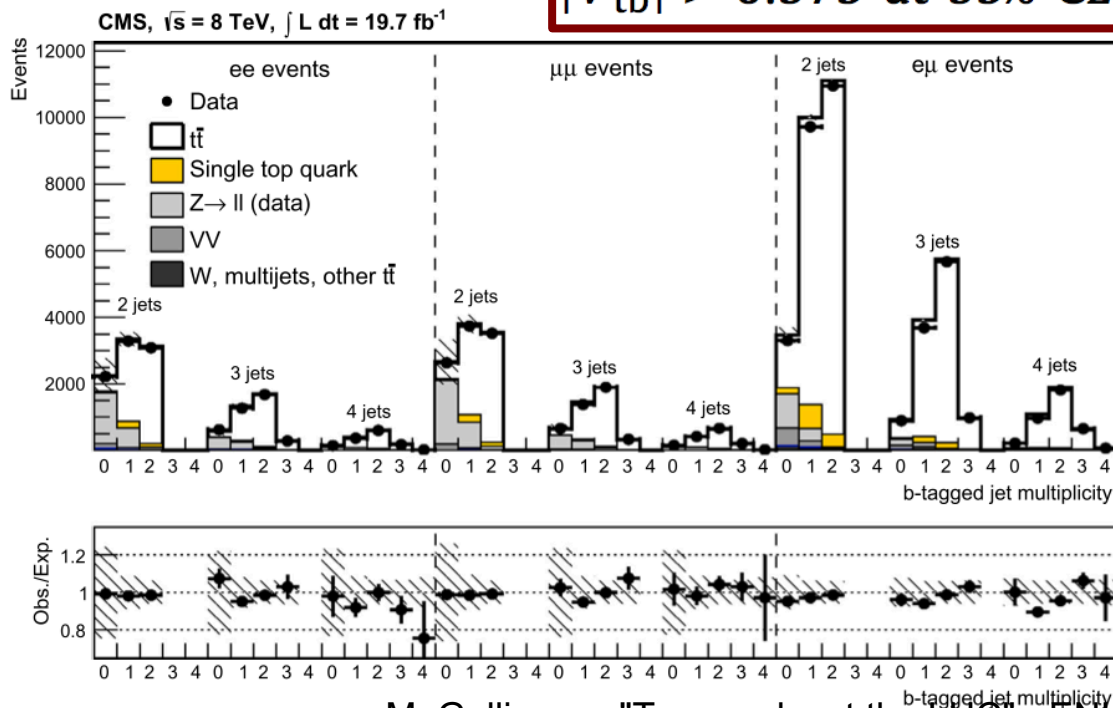 CMS, √s = 8 TeV, ∫ L dt = 19.7 fb⁻¹
at 95%
Events
12000
10000
8000
6000
4000
2000
ee events
μμ events
eμ events
Data
tt̄
Single top quark
Z→ ll (data)
VV
W, multijets, other tt̄
2 jets
3 jets
4 jets
2 jets
3 jets
4 jets
2 jets
3 jets
4 jets
0 1 2 3 4 0 1 2 3 4 0 1 2 3 4 0 1 2 3 4 0 1 2 3 4 0 1 2 3 4 0 1 2 3 4 0 1 2 3 4 0 1 2 3 4
b-tagged jet multiplicity
Obs./Exp.
1.2
1
0.8
0 1 2 3 4 0 1 2 3 4 0 1 2 3 4 0 1 2 3 4 0 1 2 3 4 0 1 2 3 4 0 1 2 3 4 0 1 2 3 4 0 1 2 3 4
b-tagged jet multiplicity